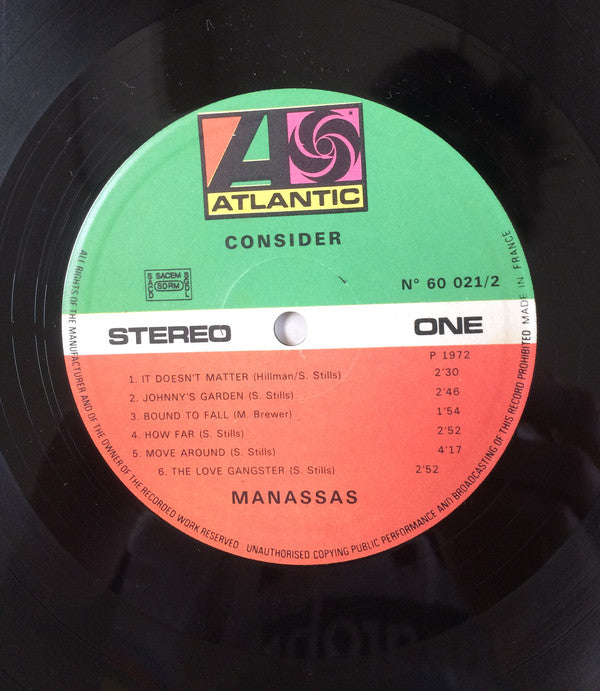 ATLANTIC
CONSIDER
SACEM
SACD
SDRM
SGDL
N° 60 021/2
STEREO
ONE
P 1972
1. IT DOESN'T MATTER (Hillman/S. Stills) 2'30
2. JOHNNY'S GARDEN (S. Stills) 2'46
3. BOUND TO FALL (M. Brewer) 1'54
4. HOW FAR (S. Stills) 2'52
5. MOVE AROUND (S. Stills) 4'17
6. THE LOVE GANGSTER (S. Stills) 2'52
MANASSAS
ALL RIGHTS OF THE MANUFACTURER AND OF THE OWNER OF THE RECORDED WORK RESERVED UNAUTHORISED COPYING PUBLIC PERFORMANCE AND BROADCASTING OF THIS RECORD PROHIBITED MADE IN FRANCE